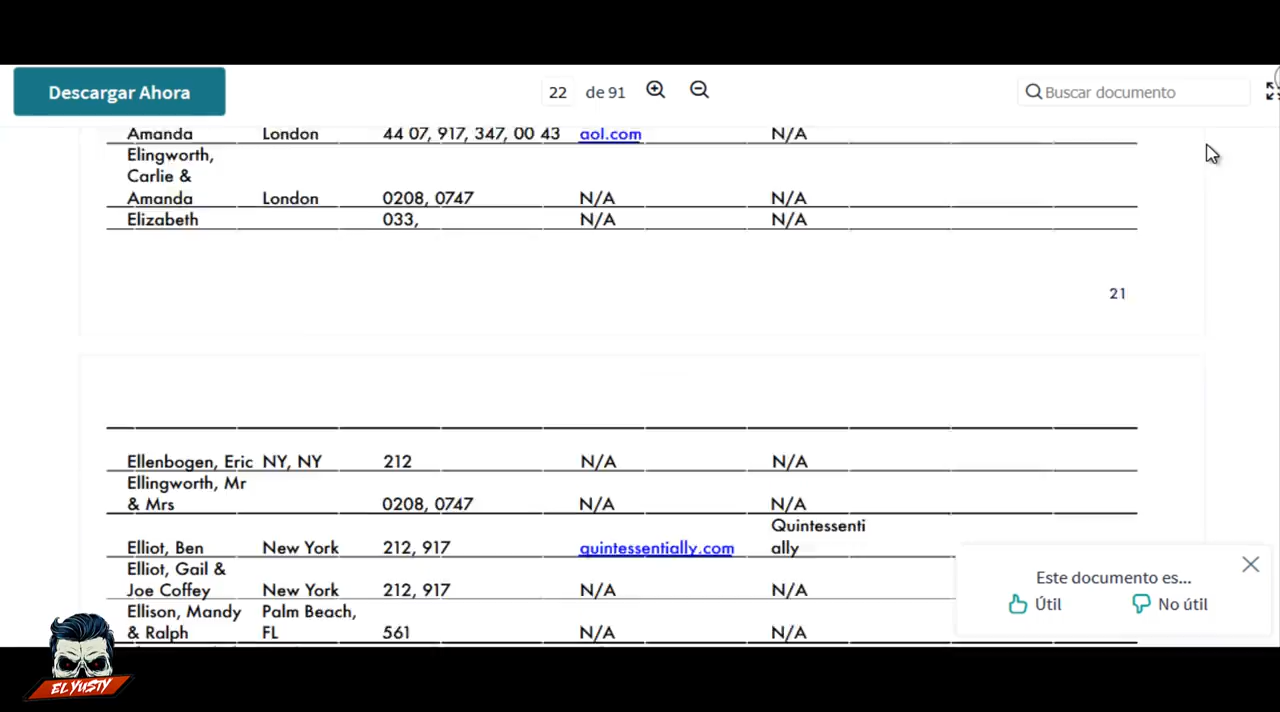 Descargar Ahora 22 de 91 Buscar documento
Amanda London 44 07, 917, 347, 00 43 aol.com N/A
Elingworth,
Carlie &
Amanda London 0208, 0747 N/A N/A
Elizabeth 033, N/A N/A
21
Ellenbogen, Eric NY, NY 212 N/A N/A
Ellingworth, Mr
& Mrs 0208, 0747 N/A N/A
Quintessenti
Elliot, Ben New York 212, 917 quintessentially.com ally
Elliot, Gail &
Joe Coffey New York 212, 917 N/A N/A
Ellison, Mandy Palm Beach,
& Ralph FL 561 N/A N/A
Este documento es...
Útil No útil
EL YUSTY